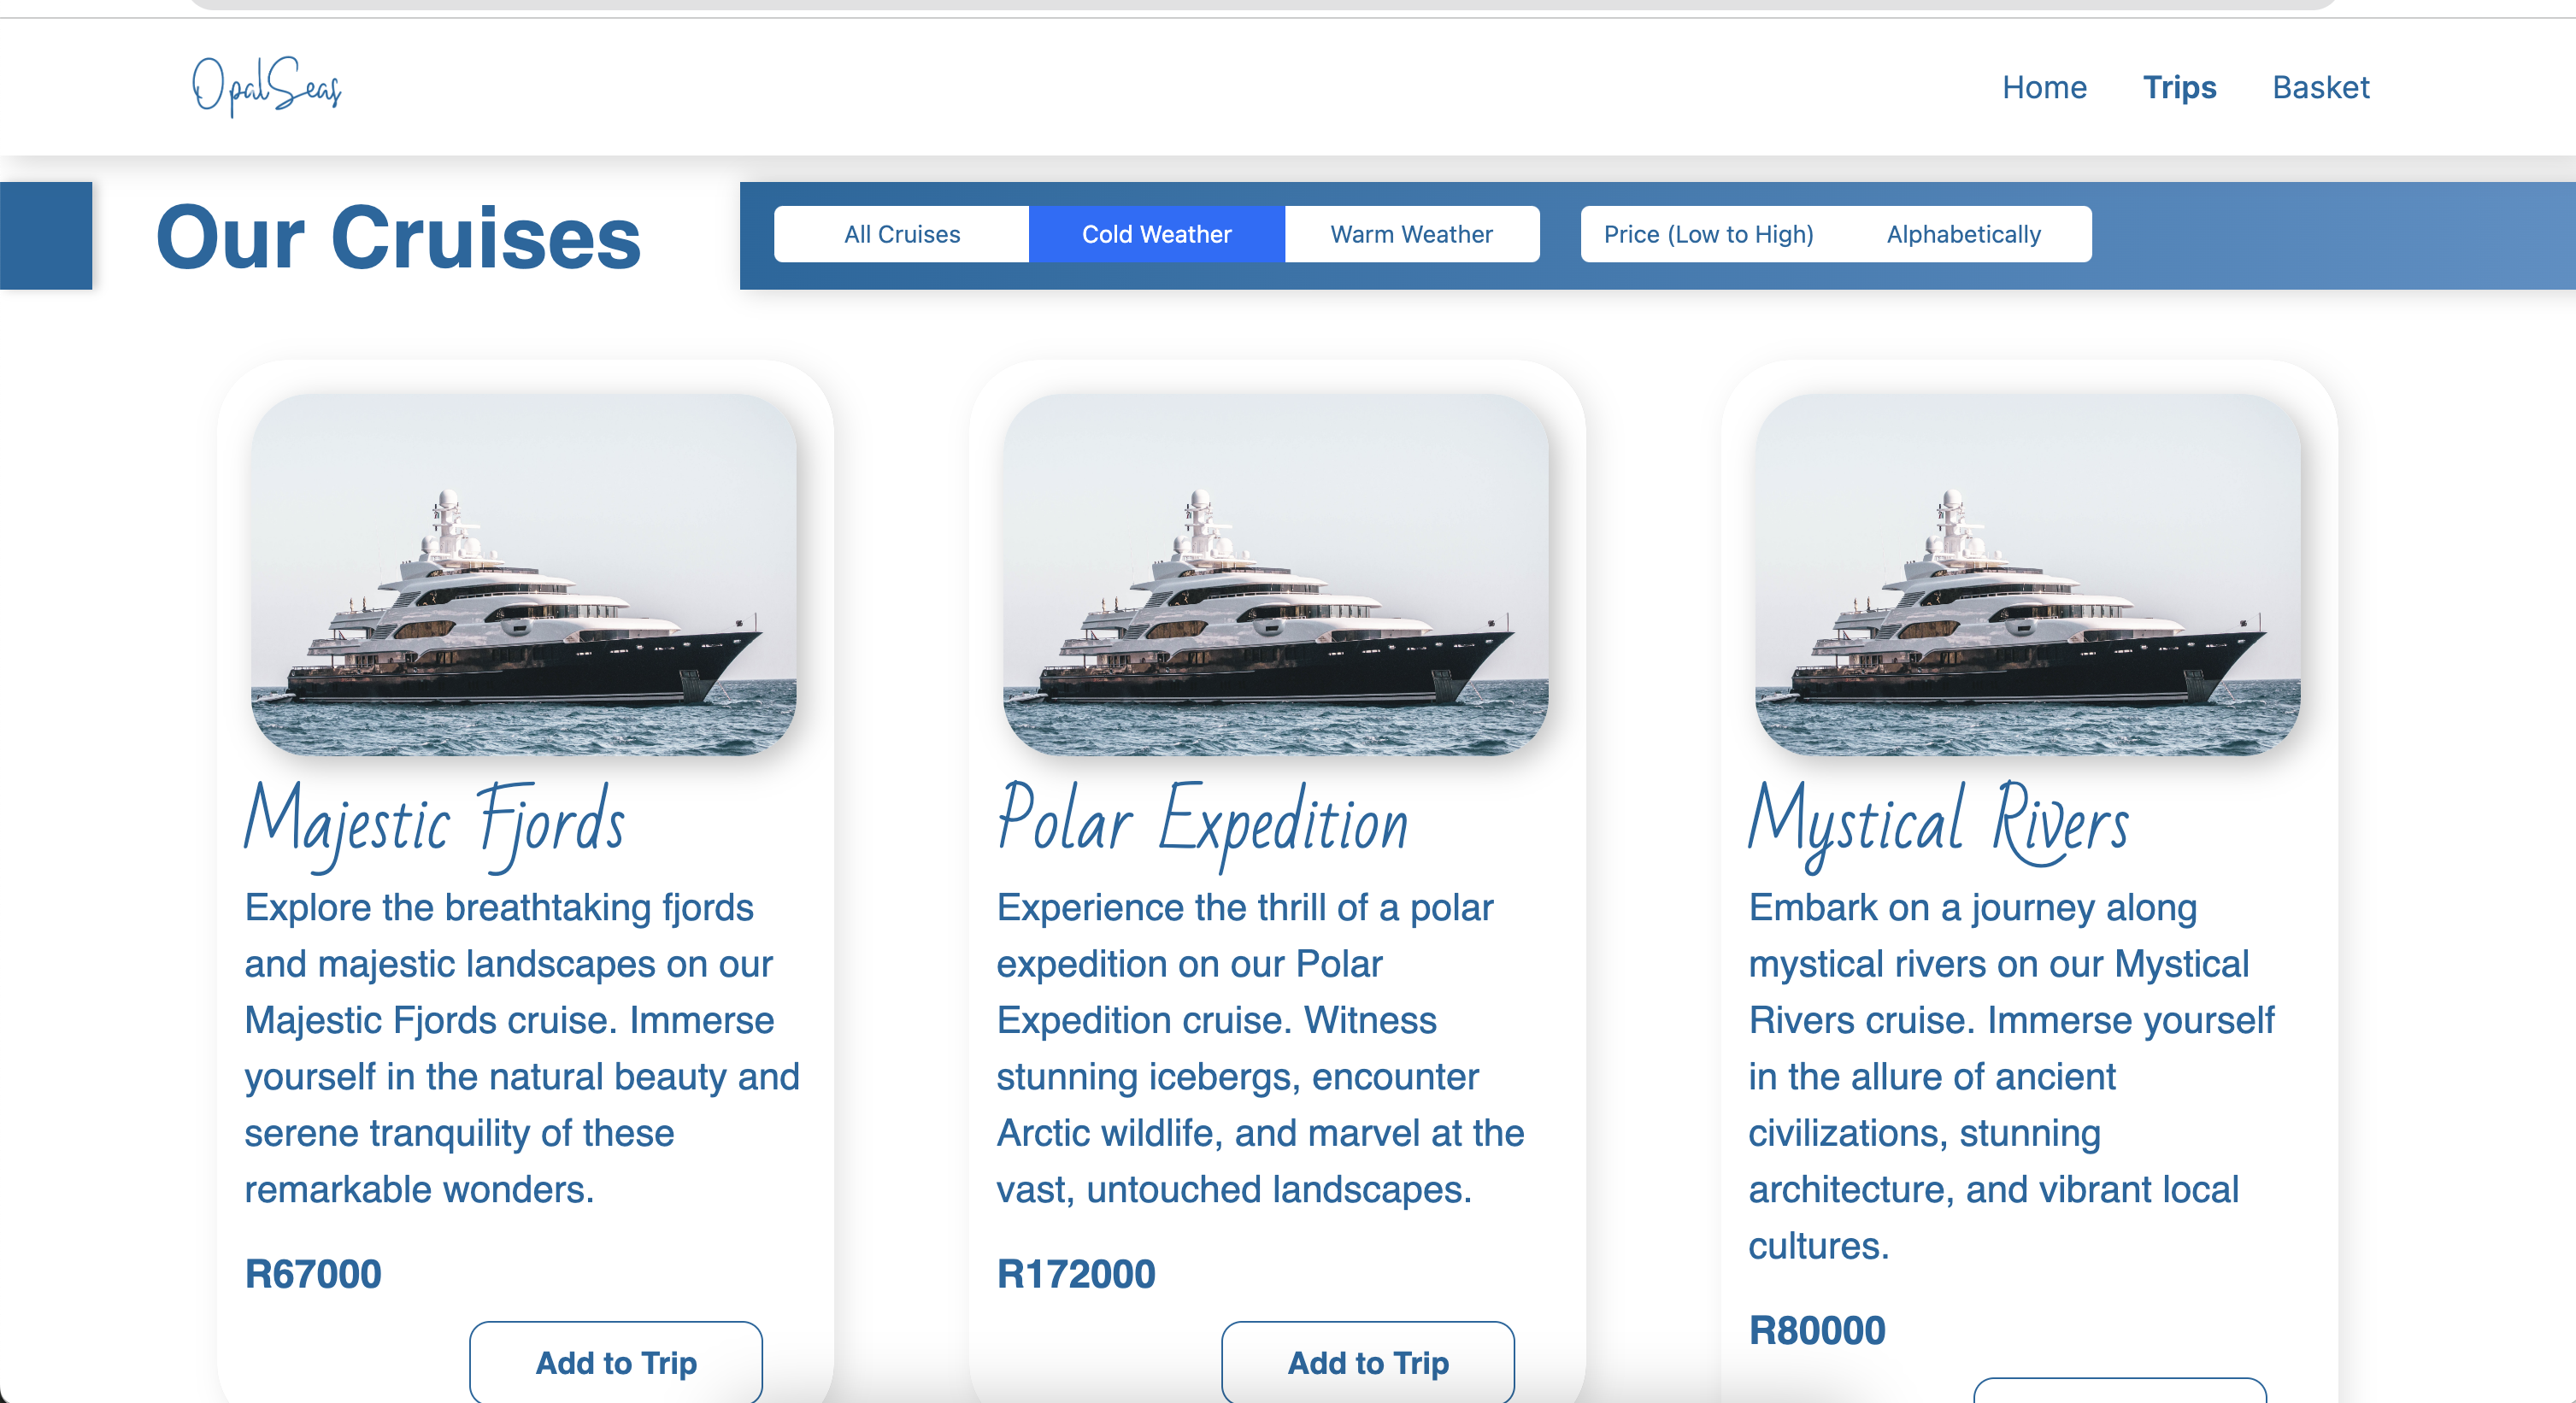 OpalSeas
Home Trips Basket
Our Cruises
All Cruises Cold Weather Warm Weather Price (Low to High) Alphabetically
Majestic Fjords
Explore the breathtaking fjords
and majestic landscapes on our
Majestic Fjords cruise. Immerse
yourself in the natural beauty and
serene tranquility of these
remarkable wonders.
R67000
Add to Trip
Polar Expedition
Experience the thrill of a polar
expedition on our Polar
Expedition cruise. Witness
stunning icebergs, encounter
Arctic wildlife, and marvel at the
vast, untouched landscapes.
R172000
Add to Trip
Mystical Rivers
Embark on a journey along
mystical rivers on our Mystical
Rivers cruise. Immerse yourself
in the allure of ancient
civilizations, stunning
architecture, and vibrant local
cultures.
R80000